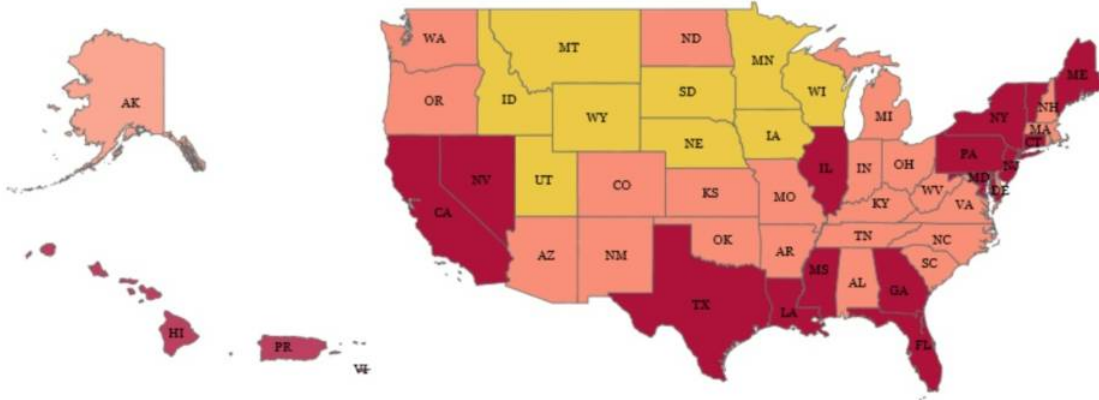 WA
MT
ND
MN
ME
AK
OR
ID
SD
WI
NH
NY
MI
MA
WY
CT
IA
PA
NE
NJ
NV
UT
IL
IN
OH
MD
DE
CO
KS
MO
WV
VA
CA
KY
TN
NC
OK
AZ
NM
AR
SC
MS
AL
GA
TX
LA
HI
PR
FL
VI